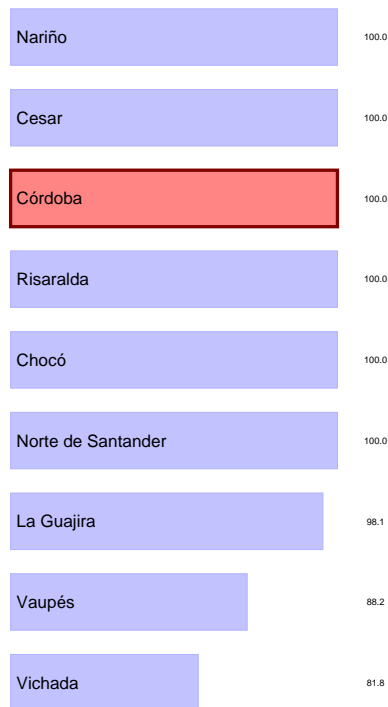 Nariño 100.0
Cesar 100.0
Córdoba 100.0
Risaralda 100.0
Chocó 100.0
Norte de Santander 100.0
La Guajira 98.1
Vaupés 88.2
Vichada 81.8